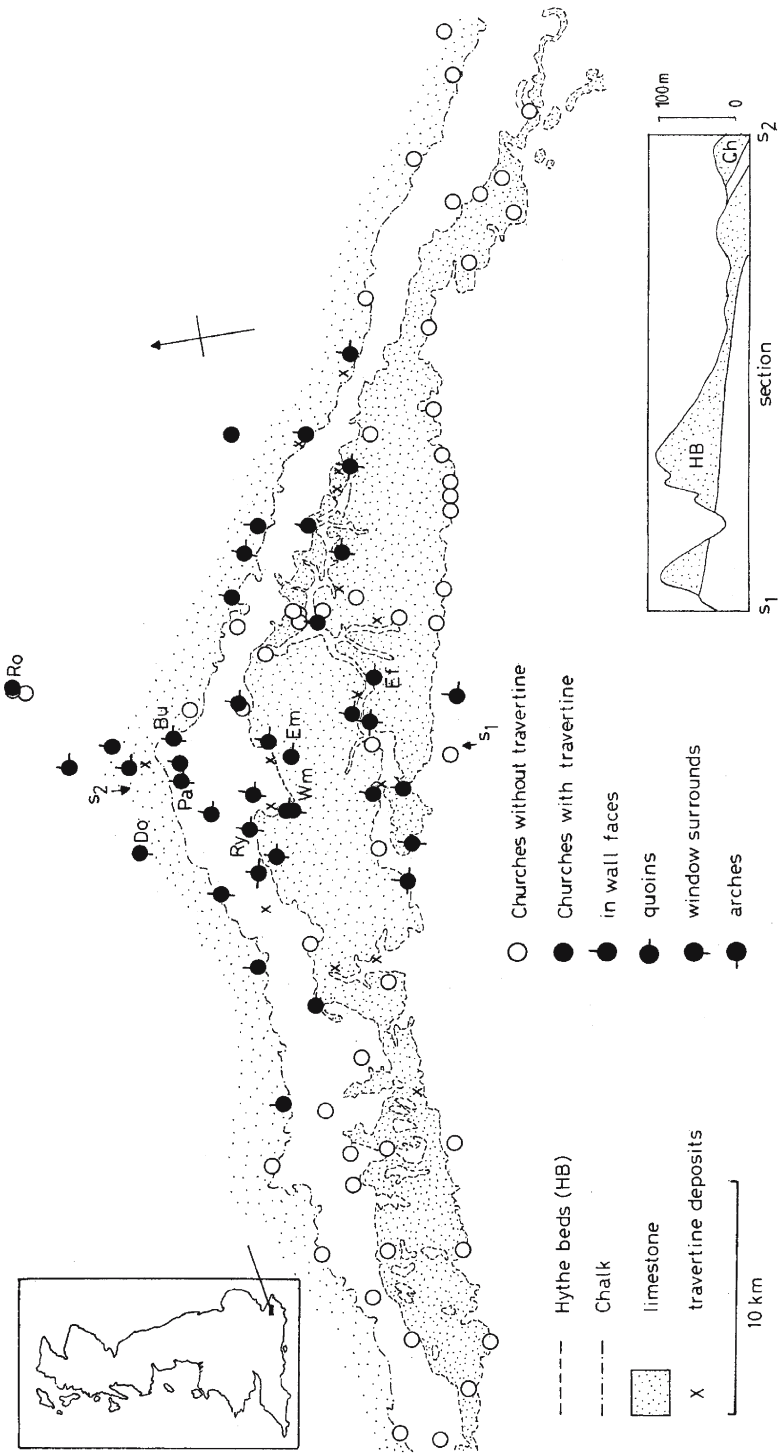 Ro
s2
Do
Bu
Pa
Ry
Em
Wm
Ef
s1
Hythe beds (HB)
Chalk
limestone
x travertine deposits
10 km
Churches without travertine
Churches with travertine
in wall faces
quoins
window surrounds
arches
HB
Ch
100m
0
s1 section s2